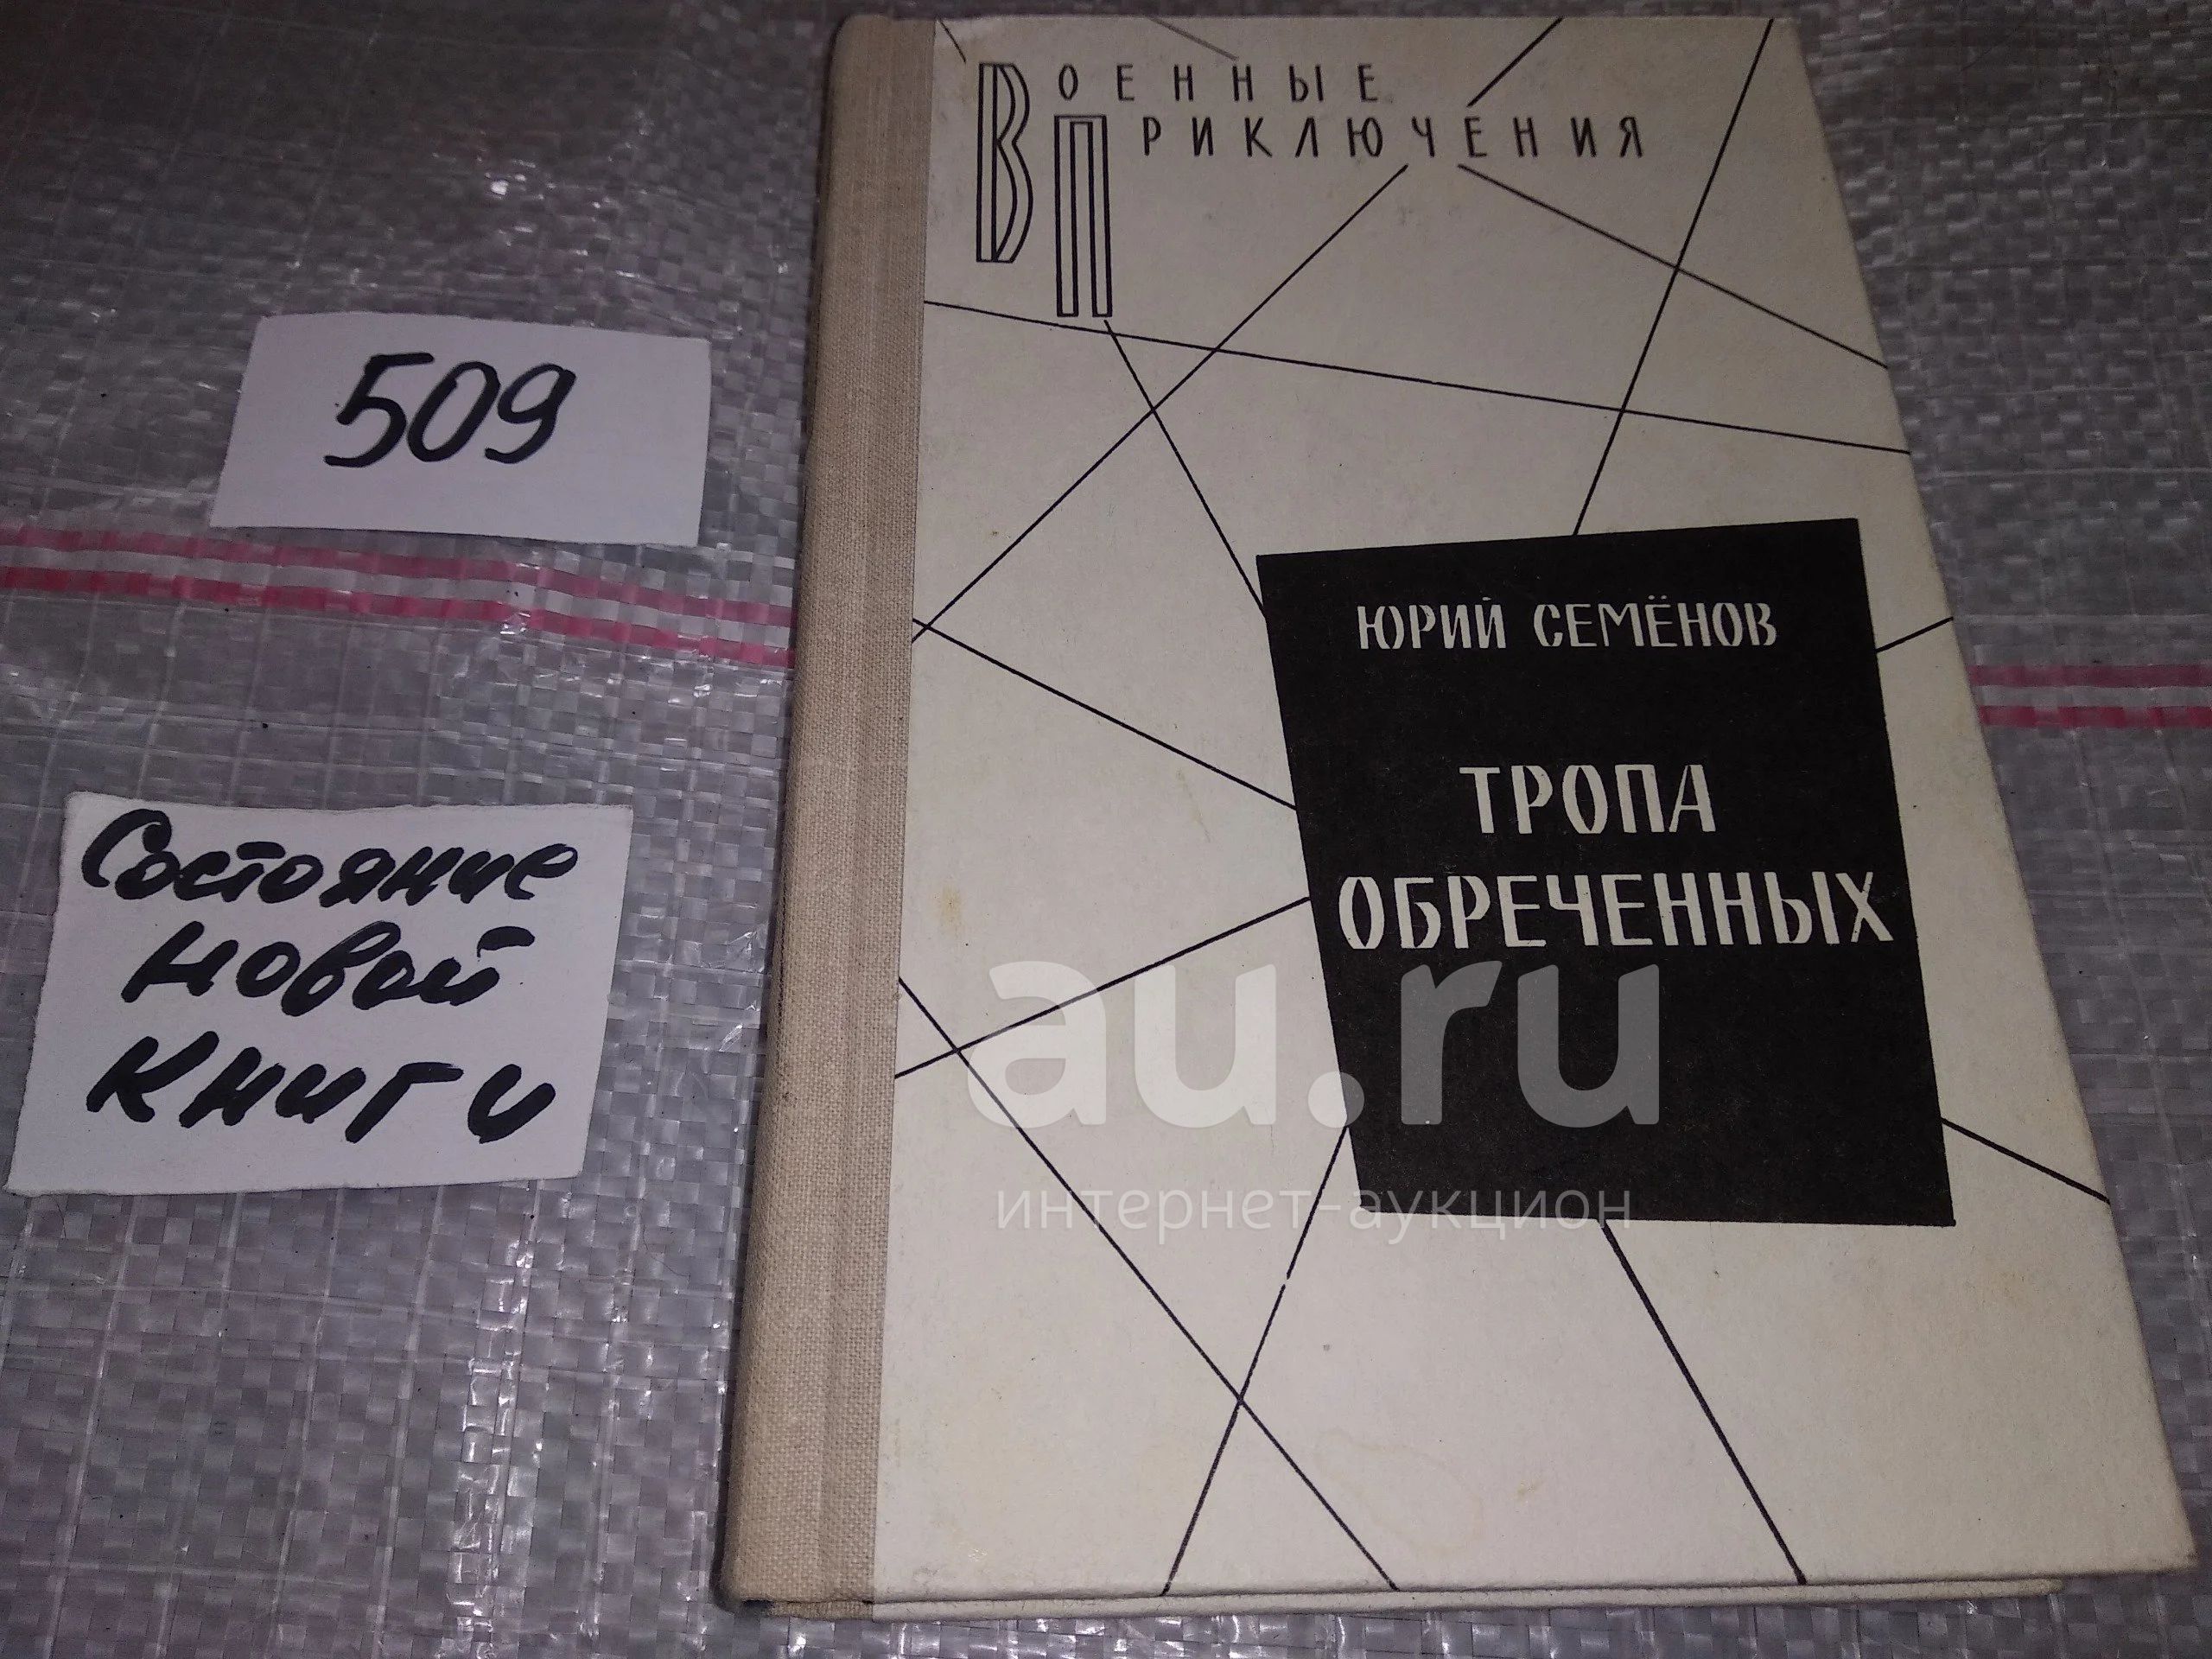 ВОЕННЫЕ
ПРИКЛЮЧЕНИЯ
509
ЮРИЙ СЕМЁНОВ
ТРОПА
ОБРЕЧЕННЫХ
Состояние
новой
книги
au.ru
интернет-аукцион